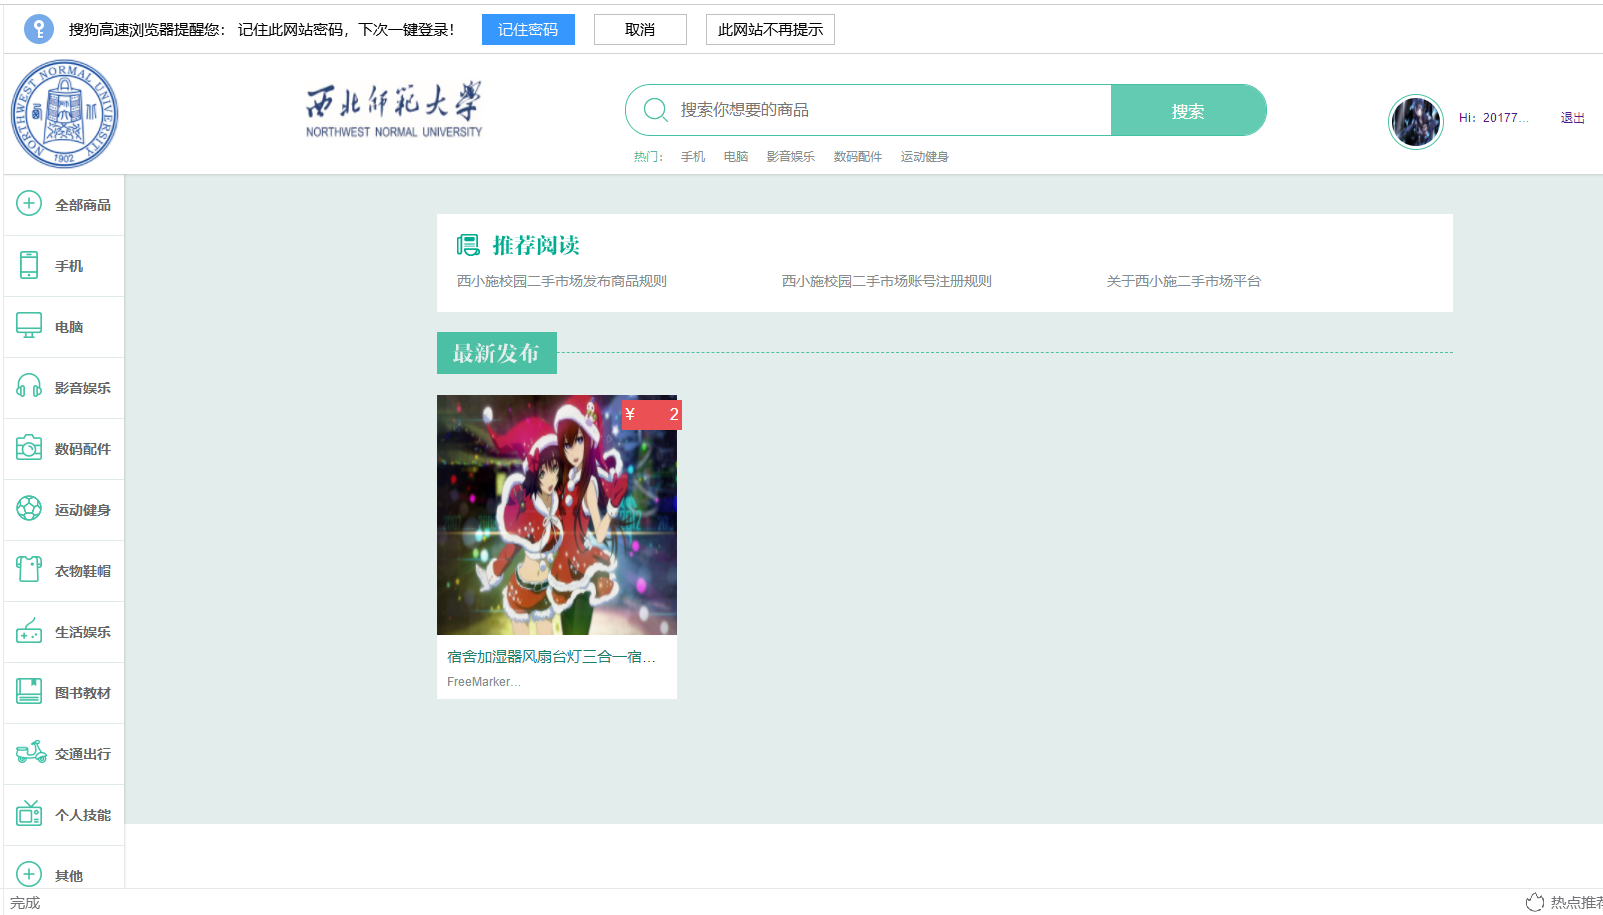 搜狗高速浏览器提醒您： 记住此网站密码，下次一键登录！ 记住密码 取消 此网站不再提示
NORTHWEST NORMAL UNIVERSITY
1902
西北师范大学
NORTHWEST NORMAL UNIVERSITY
搜索你想要的商品 搜索
热门： 手机 电脑 影音娱乐 数码配件 运动健身
Hi：20177... 退出
全部商品
手机
电脑
影音娱乐
数码配件
运动健身
衣物鞋帽
生活娱乐
图书教材
交通出行
个人技能
其他
推荐阅读
西小施校园二手市场发布商品规则 西小施校园二手市场账号注册规则 关于西小施二手市场平台
最新发布
¥ 2
宿舍加湿器风扇台灯三合一宿...
FreeMarker...
完成 热点推荐